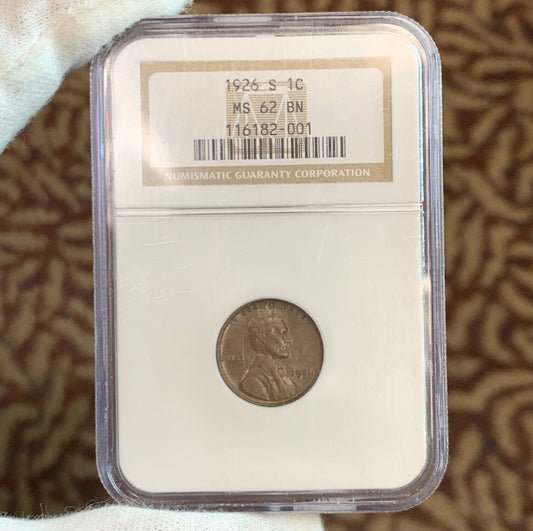 1926 S 1C
MS 62 BN
116182-001
NUMISMATIC GUARANTY CORPORATION